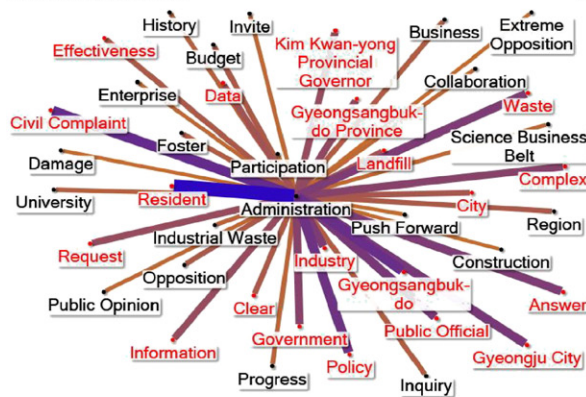 History
Invite
Extreme
Opposition
Effectiveness
Budget
Kim Kwan-yong
Provincial
Governor
Business
Enterprise
Data
Collaboration
Waste
Civil Complaint
Gyeongsangbuk-
do Province
Science Business
Belt
Foster
Damage
Participation
Landfill
Complex
University
Resident
Administration
City
Region
Industrial Waste
Push Forward
Request
Industry
Construction
Opposition
Gyeongsangbuk-
do
Public Opinion
Clear
Answer
Public Official
Information
Government
Policy
Gyeongju City
Progress
Inquiry